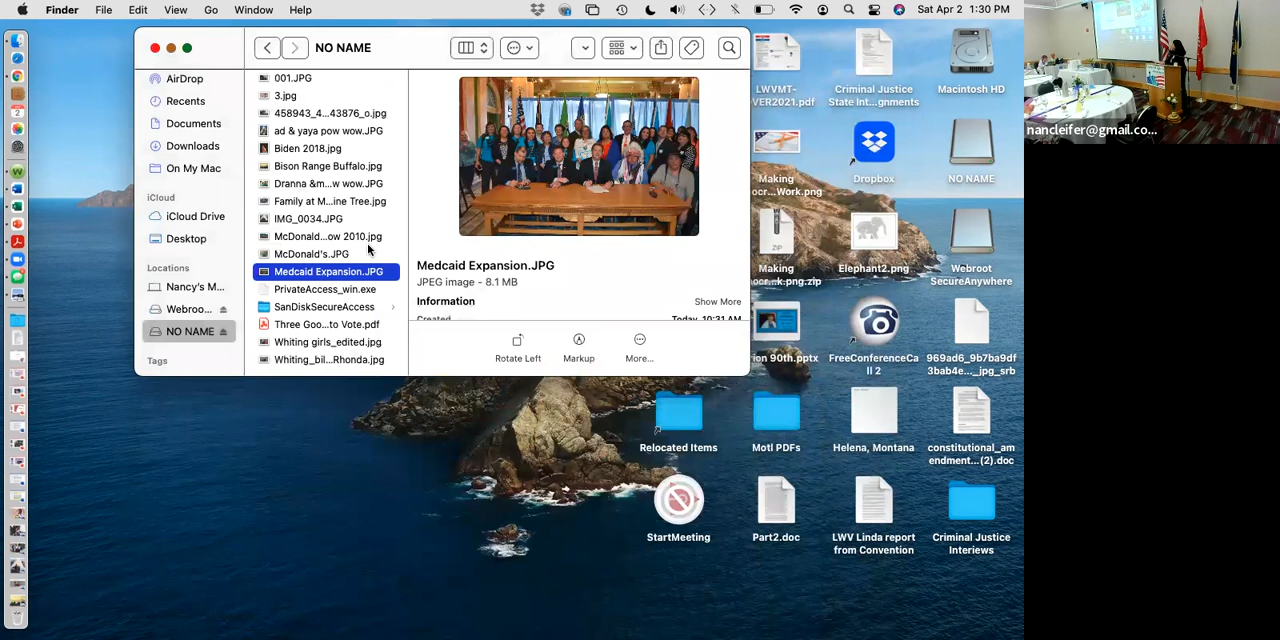 Finder File Edit View Go Window Help Sat Apr 2 1:30 PM
NO NAME
AirDrop
Recents
Documents
Downloads
On My Mac
iCloud
iCloud Drive
Desktop
Locations
Nancy's M...
Webroo...
NO NAME
Tags
001.JPG
3.jpg
458943_4...43876_o.jpg
ad & yaya pow wow.JPG
Biden 2018.jpg
Bison Range Buffalo.jpg
Dranna &m...w wow.JPG
Family at M...ine Tree.jpg
IMG_0034.JPG
McDonald...ow 2010.jpg
McDonald's.JPG
Medcaid Expansion.JPG
PrivateAccess_win.exe
SanDiskSecureAccess
Three Goo...to Vote.pdf
Whiting girls_edited.jpg
Whiting_bil...Rhonda.jpg
Medcaid Expansion.JPG
JPEG image - 8.1 MB
Information Show More
Created Today, 10:31 AM
Rotate Left Markup More...
LWVMT-
VER2021.pdf
Criminal Justice
State Int...gnments
Macintosh HD
Making
ocr...Work.png
Dropbox
NO NAME
ZIP
Making
k.png.zip
Elephant2.png
Webroot
SecureAnywhere
ion 90th.pptx
FreeConferenceCa
ll 2
969ad6_9b7ba9df
3bab4e..._jpg_srb
Relocated Items
Motl PDFs
Helena, Montana
constitutional_am
endment...(2).doc
StartMeeting
Part2.doc
LWV Linda report
from Convention
Criminal Justice
Interiews
nancleifer@gmail.co...